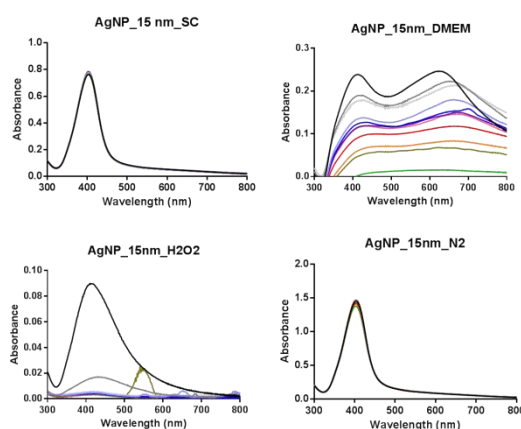 AgNP_15 nm_SC
1.0
0.8
0.6
0.4
0.2
0.0
Absorbance
300 400 500 600 700 800
Wavelength (nm)
AgNP_15nm_DMEM
0.3
0.2
0.1
0.0
Absorbance
300 400 500 600 700 800
Wavelength (nm)
AgNP_15nm_H2O2
0.10
0.08
0.06
0.04
0.02
0.00
Absorbance
300 400 500 600 700 800
Wavelength (nm)
AgNP_15nm_N2
2.0
1.5
1.0
0.5
0.0
Absorbance
300 400 500 600 700 800
Wavelength (nm)